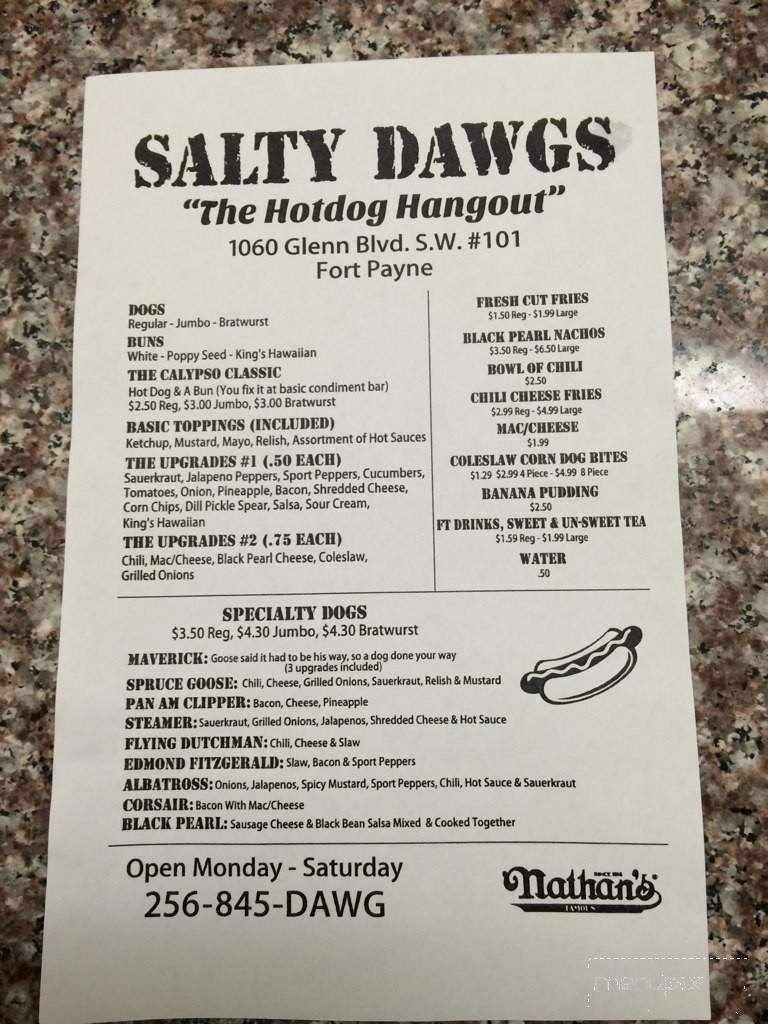 SALTY DAWGS
"The Hotdog Hangout"
1060 Glenn Blvd. S.W. #101
Fort Payne
DOGS
Regular - Jumbo - Bratwurst
BUNS
White - Poppy Seed - King's Hawaiian
THE CALYPSO CLASSIC
Hot Dog & A Bun (You fix it at basic condiment bar)
$2.50 Reg, $3.00 Jumbo, $3.00 Bratwurst
BASIC TOPPINGS (INCLUDED)
Ketchup, Mustard, Mayo, Relish, Assortment of Hot Sauces
THE UPGRADES #1 (.50 EACH)
Sauerkraut, Jalapeno Peppers, Sport Peppers, Cucumbers,
Tomatoes, Onion, Pineapple, Bacon, Shredded Cheese,
Corn Chips, Dill Pickle Spear, Salsa, Sour Cream,
King's Hawaiian
THE UPGRADES #2 (.75 EACH)
Chili, Mac/Cheese, Black Pearl Cheese, Coleslaw,
Grilled Onions
FRESH CUT FRIES
$1.50 Reg - $1.99 Large
BLACK PEARL NACHOS
$3.50 Reg - $6.50 Large
BOWL OF CHILI
$2.50
CHILI CHEESE FRIES
$2.99 Reg - $4.99 Large
MAC/CHEESE
$1.99
COLESLAW CORN DOG BITES
$1.29 $2.99 4 Piece - $4.99 8 Piece
BANANA PUDDING
$2.50
FT DRINKS, SWEET & UN-SWEET TEA
$1.59 Reg - $1.99 Large
WATER
.50
SPECIALTY DOGS
$3.50 Reg, $4.30 Jumbo, $4.30 Bratwurst
MAVERICK: Goose said it had to be his way, so a dog done your way
(3 upgrades included)
SPRUCE GOOSE: Chili, Cheese, Grilled Onions, Sauerkraut, Relish & Mustard
PAN AM CLIPPER: Bacon, Cheese, Pineapple
STEAMER: Sauerkraut, Grilled Onions, Jalapenos, Shredded Cheese & Hot Sauce
FLYING DUTCHMAN: Chili, Cheese & Slaw
EDMOND FITZGERALD: Slaw, Bacon & Sport Peppers
ALBATROSS: Onions, Jalapenos, Spicy Mustard, Sport Peppers, Chili, Hot Sauce & Sauerkraut
CORSAIR: Bacon With Mac/Cheese
BLACK PEARL: Sausage Cheese & Black Bean Salsa Mixed & Cooked Together
Open Monday - Saturday
256-845-DAWG
SINCE 1916
Nathan's
FAMOUS
menupix